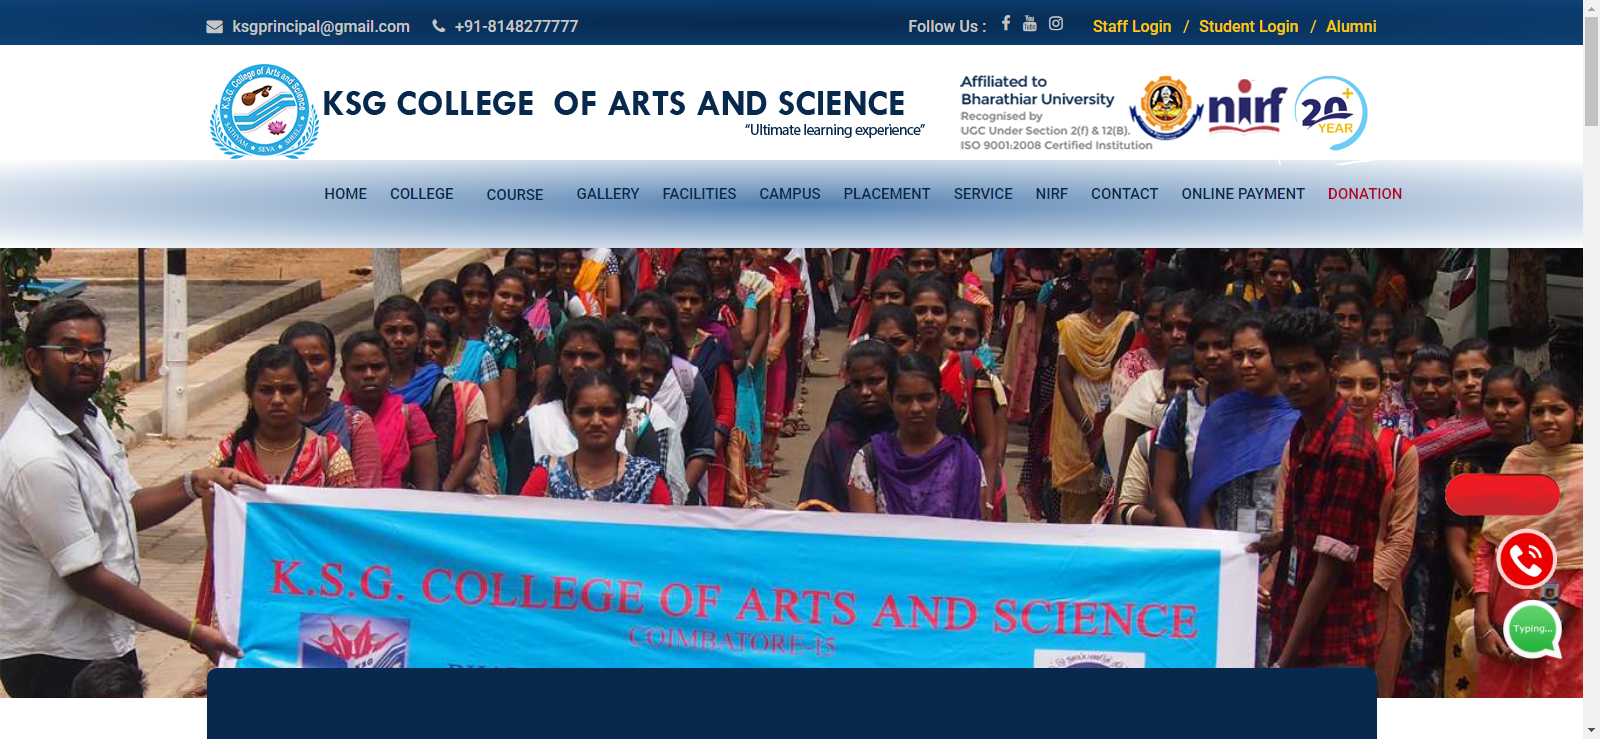 ksgprincipal@gmail.com +91-8148277777 Follow Us : Staff Login / Student Login / Alumni
K.S.G. College of Arts and Science
SATHYAM ★ SEVA ★ SHEELA
KSG COLLEGE OF ARTS AND SCIENCE
“Ultimate learning experience”
Affiliated to
Bharathiar University
Recognised by
UGC Under Section 2(f) & 12(B).
ISO 9001:2008 Certified Institution
nirf
20+
YEAR
HOME COLLEGE COURSE GALLERY FACILITIES CAMPUS PLACEMENT SERVICE NIRF CONTACT ONLINE PAYMENT DONATION
K.S.G. COLLEGE OF ARTS AND SCIENCE
COIMBATORE-15
KSG
Typing...